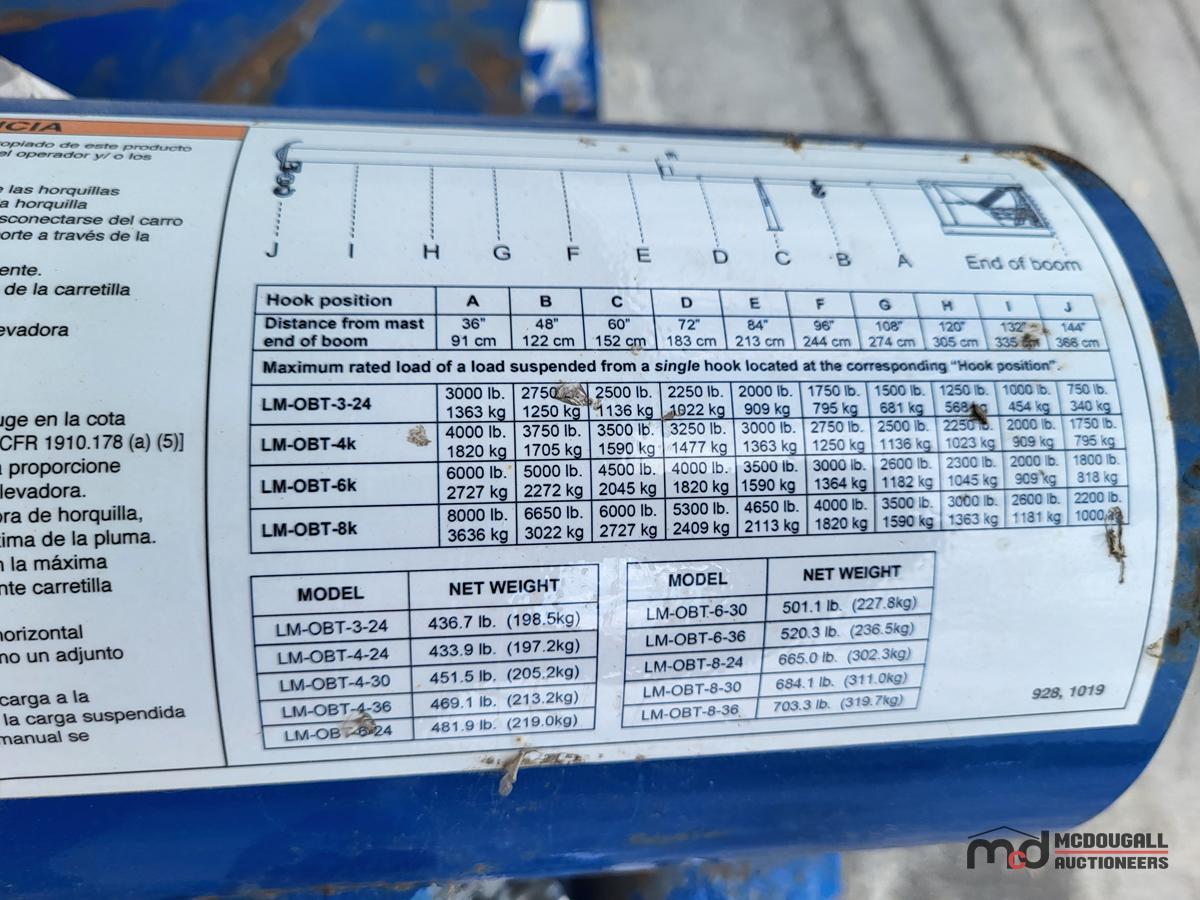 NCIA
opiado de este producto
el operador y/ o los
e las horquillas
a horquilla
sconectarse del carro
orte a través de la
ente.
de la carretilla
evadora
uge en la cota
CFR 1910.178 (a) (5)]
a proporcione
levadora.
ora de horquilla,
tima de la pluma.
n la máxima
nte carretilla
horizontal
mo un adjunto
carga a la
la carga suspendida
manual se
J I H G F E D C B A End of boom
Hook position A B C D E F G H I J
Distance from mast 36" 48" 60" 72" 84" 96" 108" 120" 132" 144"
end of boom 91 cm 122 cm 152 cm 183 cm 213 cm 244 cm 274 cm 305 cm 335 cm 366 cm
Maximum rated load of a load suspended from a single hook located at the corresponding "Hook position".
LM-OBT-3-24 3000 lb. 2750 2500 lb. 2250 lb. 2000 lb. 1750 lb. 1500 lb. 1250 lb. 1000 lb. 750 lb.
1363 kg 1250 kg 1136 kg 1022 kg 909 kg 795 kg 681 kg 568 kg 454 kg 340 kg
LM-OBT-4k 4000 lb. 3750 lb. 3500 lb. 3250 lb. 3000 lb. 2750 lb. 2500 lb. 2250 lb. 2000 lb. 1750 lb.
1820 kg 1705 kg 1590 kg 1477 kg 1363 kg 1250 kg 1136 kg 1023 kg 909 kg 795 kg
LM-OBT-6k 6000 lb. 5000 lb. 4500 lb. 4000 lb. 3500 lb. 3000 lb. 2600 lb. 2300 lb. 2000 lb. 1800 lb.
2727 kg 2272 kg 2045 kg 1820 kg 1590 kg 1364 kg 1182 kg 1045 kg 909 kg 818 kg
LM-OBT-8k 8000 lb. 6650 lb. 6000 lb. 5300 lb. 4650 lb. 4000 lb. 3500 lb. 3000 lb. 2600 lb. 2200 lb.
3636 kg 3022 kg 2727 kg 2409 kg 2113 kg 1820 kg 1590 kg 1363 kg 1181 kg 1000
MODEL NET WEIGHT
LM-OBT-3-24 436.7 lb. (198.5kg)
LM-OBT-4-24 433.9 lb. (197.2kg)
LM-OBT-4-30 451.5 lb. (205.2kg)
LM-OBT-4-36 469.1 lb. (213.2kg)
LM-OBT-6-24 481.9 lb. (219.0kg)
MODEL NET WEIGHT
LM-OBT-6-30 501.1 lb. (227.8kg)
LM-OBT-6-36 520.3 lb. (236.5kg)
LM-OBT-8-24 665.0 lb. (302.3kg)
LM-OBT-8-30 684.1 lb. (311.0kg)
LM-OBT-8-36 703.3 lb. (319.7kg)
928, 1019
mcd MCDOUGALL
AUCTIONEERS